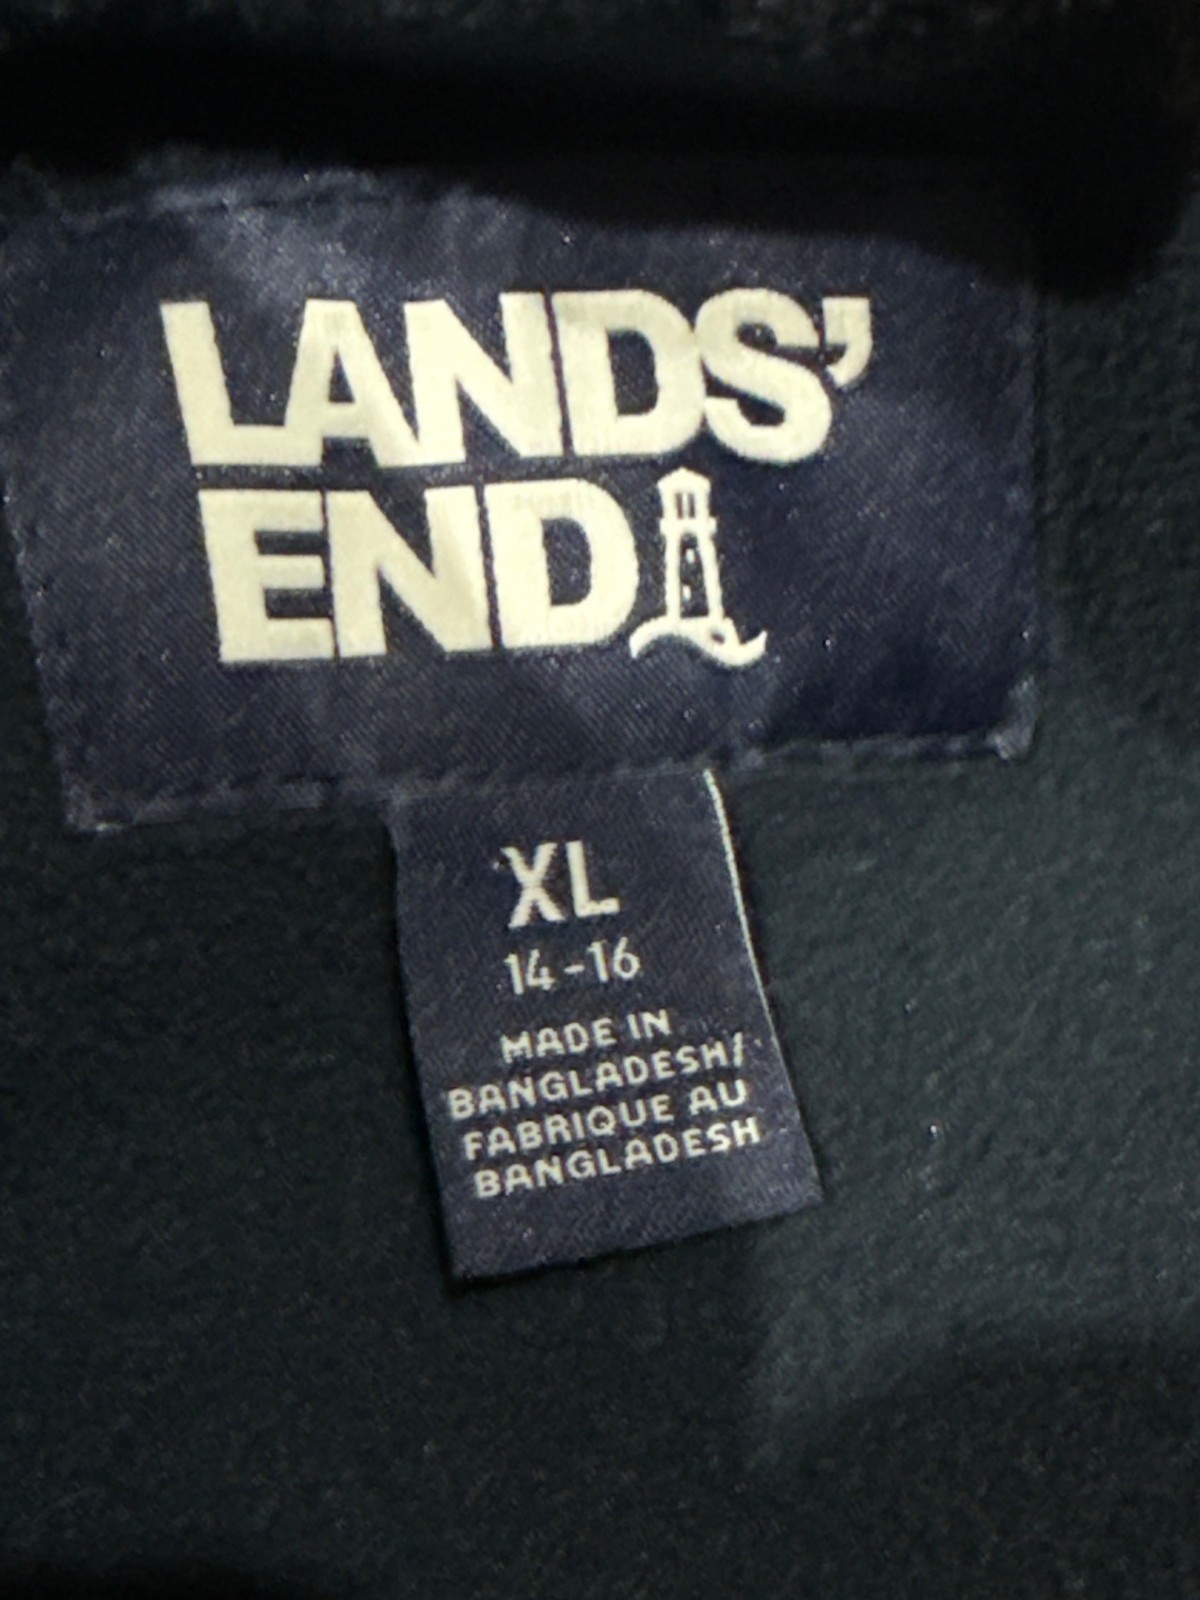 LANDS'
END
XL
14-16
MADE IN
BANGLADESH/
FABRIQUE AU
BANGLADESH